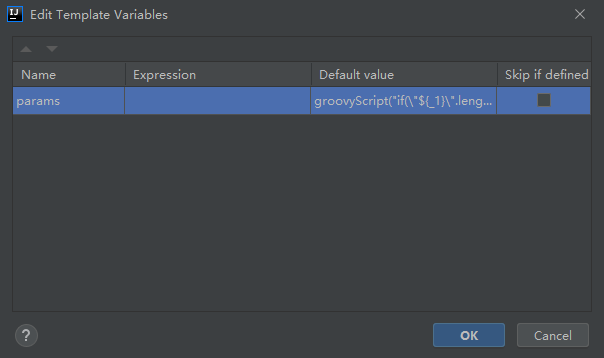 IJ
Edit Template Variables
Name Expression Default value Skip if defined
params groovyScript("if(\"${_1}\".leng...
?
OK Cancel